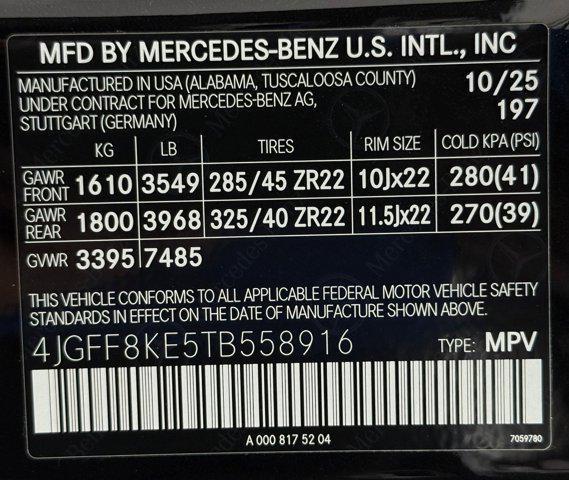 MFD BY MERCEDES-BENZ U.S. INTL., INC
MANUFACTURED IN USA (ALABAMA, TUSCALOOSA COUNTY) 10/25
UNDER CONTRACT FOR MERCEDES-BENZ AG, 197
STUTTGART (GERMANY)
KG LB TIRES RIM SIZE COLD KPA(PSI)
GAWR FRONT 1610 3549 285/45 ZR22 10Jx22 280(41)
GAWR REAR 1800 3968 325/40 ZR22 11.5Jx22 270(39)
GVWR 3395 7485
THIS VEHICLE CONFORMS TO ALL APPLICABLE FEDERAL MOTOR VEHICLE SAFETY
STDS IN EFFECT ON THE DATE OF MANUFACTURE SHOWN ABOVE.
4JGFF8KE5TB558916 TYPE: MPV
A 000 817 52 04 7059780